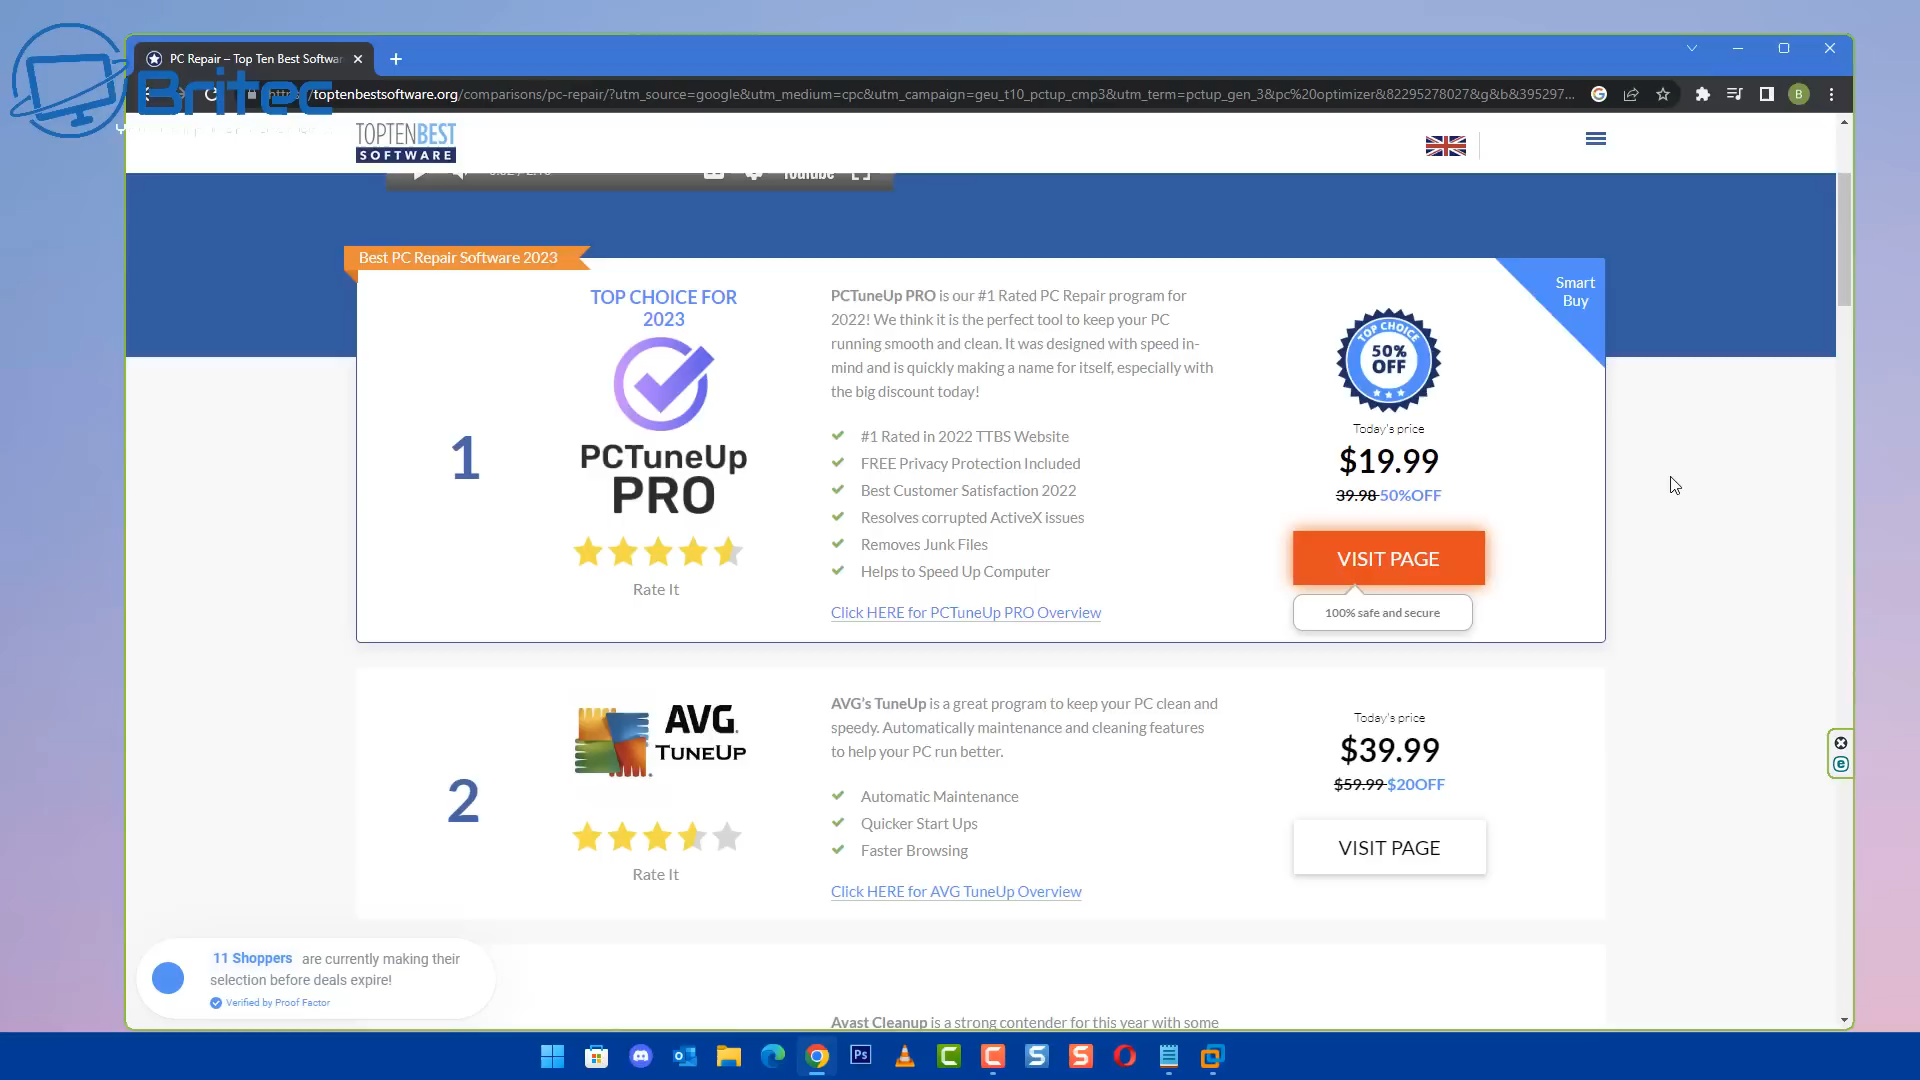 PC Repair – Top Ten Best Softwar
Britec
toptenbestsoftware.org/comparisons/pc-repair/?utm_source=google&utm_medium=cpc&utm_campaign=geu_t10_pctup_cmp3&utm_term=pctup_gen_3&pc%20optimizer&82295278027&g&b&395297...
B
TOPTENBEST
SOFTWARE
YouTube
Best PC Repair Software 2023
Smart
Buy
TOP CHOICE FOR
2023
PCTuneUp
PRO
1
Rate It
PCTuneUp PRO is our #1 Rated PC Repair program for
2022! We think it is the perfect tool to keep your PC
running smooth and clean. It was designed with speed in-
mind and is quickly making a name for itself, especially with
the big discount today!
#1 Rated in 2022 TTBS Website
FREE Privacy Protection Included
Best Customer Satisfaction 2022
Resolves corrupted ActiveX issues
Removes Junk Files
Helps to Speed Up Computer
Click HERE for PCTuneUp PRO Overview
TOP CHOICE
50%
OFF
Today's price
$19.99
39.98 50%OFF
VISIT PAGE
100% safe and secure
2
AVG.
TUNEUP
Rate It
AVG's TuneUp is a great program to keep your PC clean and
speedy. Automatically maintenance and cleaning features
to help your PC run better.
Automatic Maintenance
Quicker Start Ups
Faster Browsing
Click HERE for AVG TuneUp Overview
Today's price
$39.99
$59.99 $20OFF
VISIT PAGE
11 Shoppers are currently making their
selection before deals expire!
Verified by Proof Factor
Avast Cleanup is a strong contender for this year with some
Ps